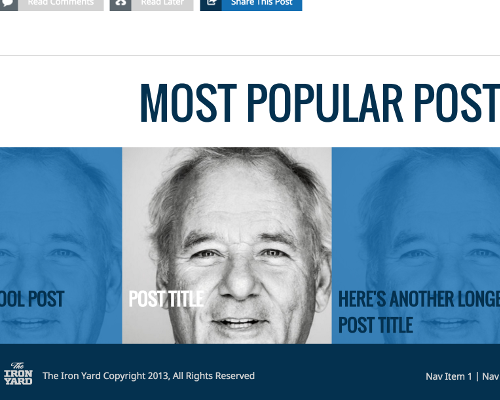 Read Comments
Read Later
Share This Post
MOST POPULAR POST
OOL POST
POST TITLE
HERE'S ANOTHER LONGE
POST TITLE
The
IRON
YARD
The Iron Yard Copyright 2013, All Rights Reserved
Nav Item 1 | Nav